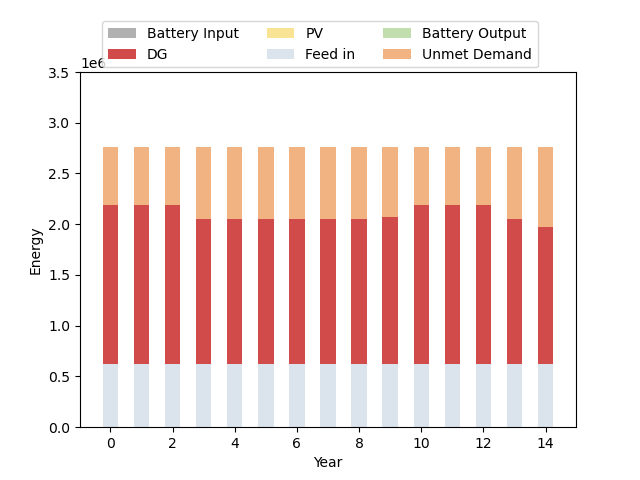 Battery Input PV Battery Output
DG Feed in Unmet Demand
1e6
3.5
3.0
2.5
2.0
1.5
1.0
0.5
0.0
Energy
0 2 4 6 8 10 12 14
Year